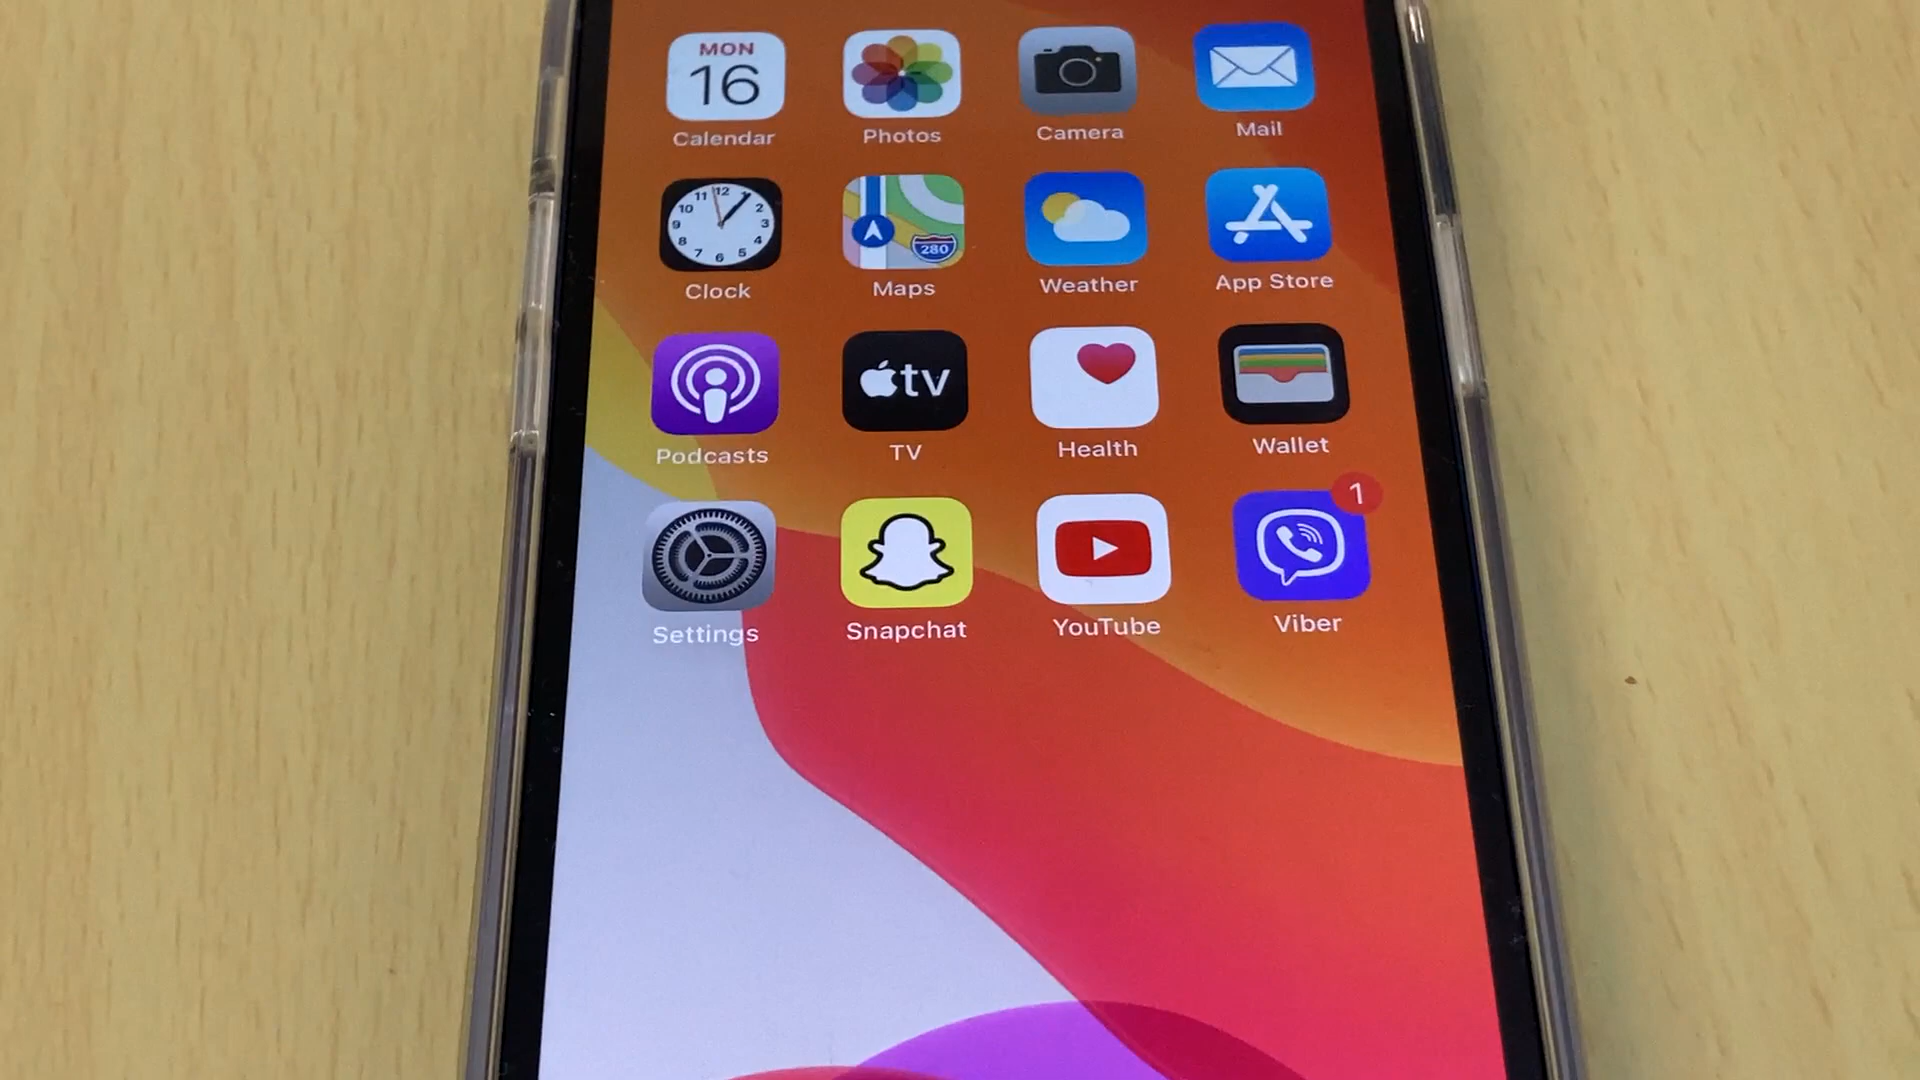 MON
16
Calendar Photos Camera Mail
11 12 1 10 2 9 3 8 4 7 6 5
280
Clock Maps Weather App Store
tv
Podcasts TV Health Wallet
1
Settings Snapchat YouTube Viber